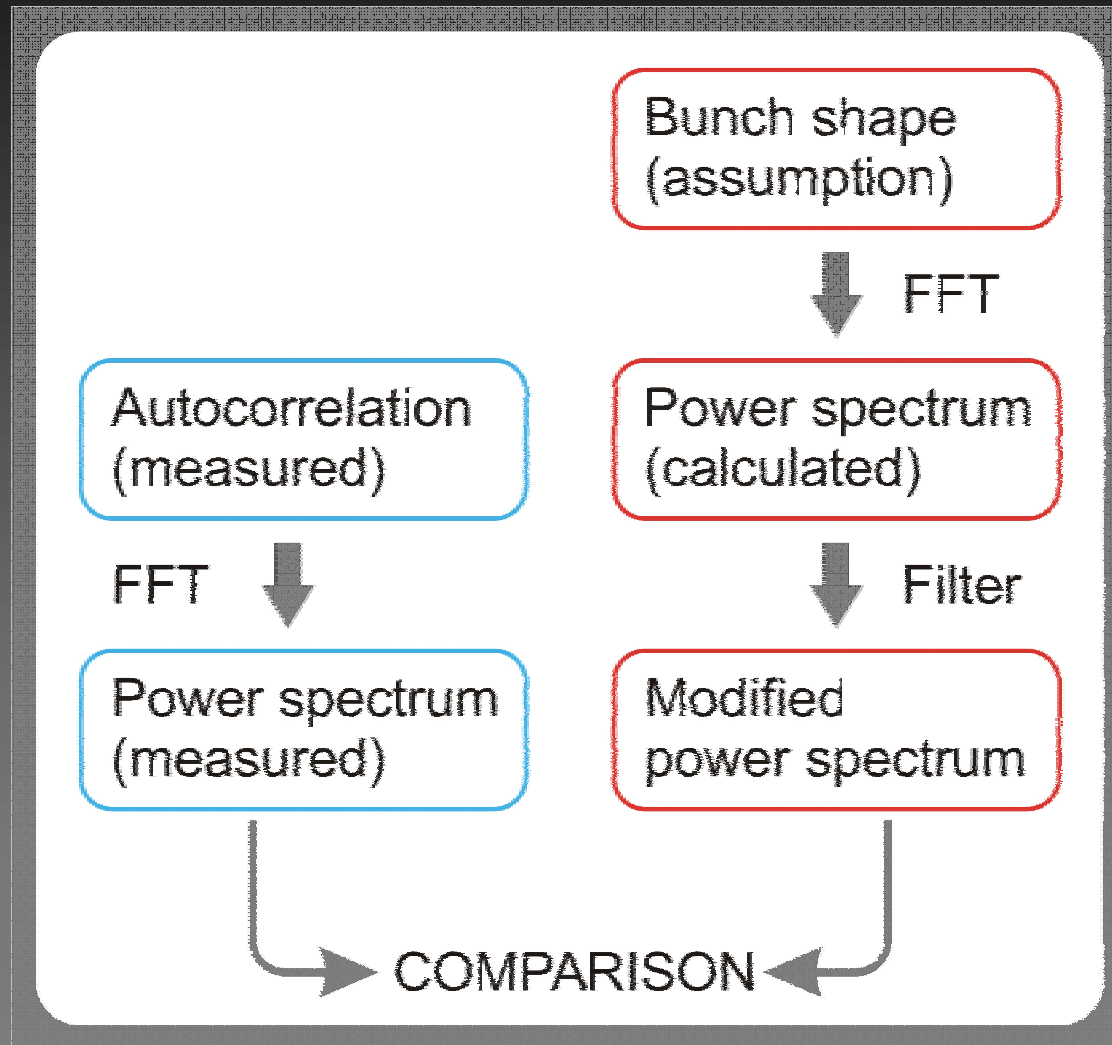 Bunch shape
(assumption)
FFT
Autocorrelation
(measured)
Power spectrum
(calculated)
FFT
Filter
Power spectrum
(measured)
Modified
power spectrum
COMPARISON